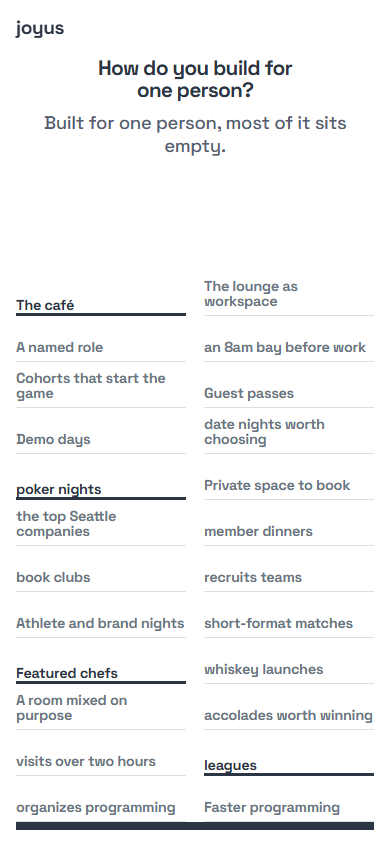 joyus
How do you build for
one person?
Built for one person, most of it sits
empty.
The café
The lounge as
workspace
A named role
an 8am bay before work
Cohorts that start the
game
Guest passes
Demo days
date nights worth
choosing
poker nights
Private space to book
the top Seattle
companies
member dinners
book clubs
recruits teams
Athlete and brand nights
short-format matches
Featured chefs
whiskey launches
A room mixed on
purpose
accolades worth winning
visits over two hours
leagues
organizes programming
Faster programming